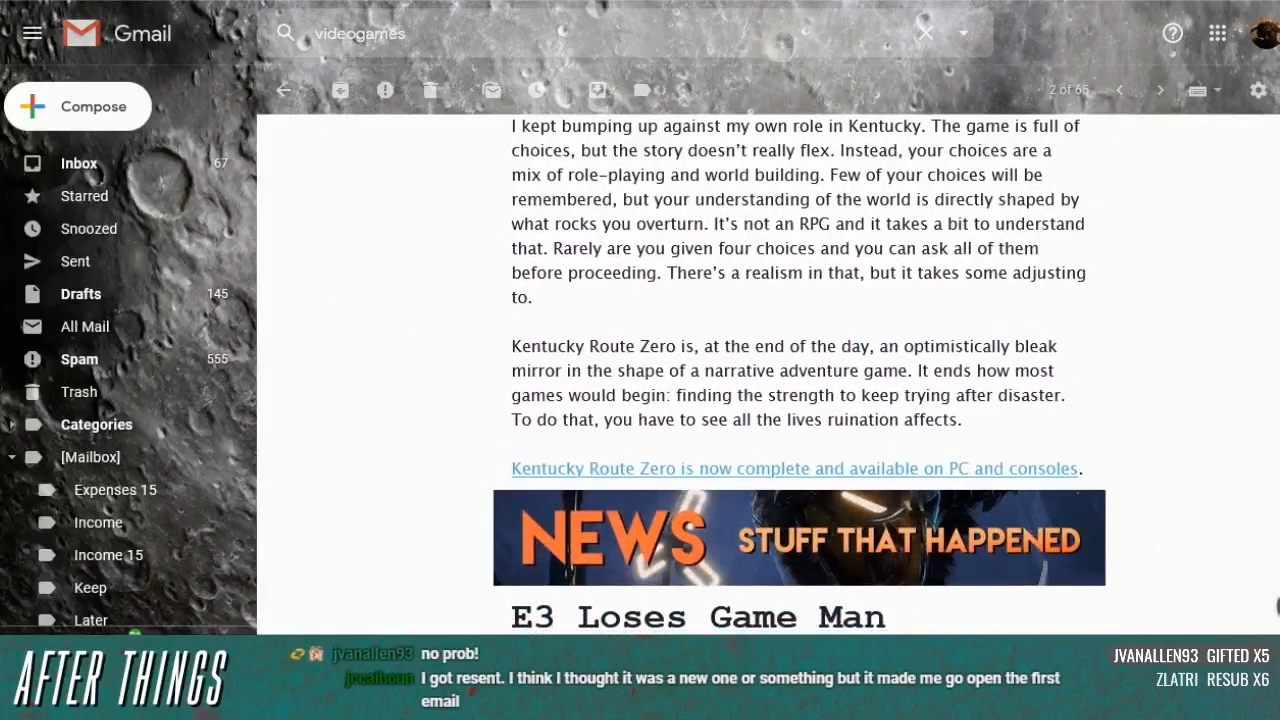 Gmail
videogames
2 of 65
Compose
Inbox 67
Starred
Snoozed
Sent
Drafts 145
All Mail
Spam 555
Trash
Categories
[Mailbox]
Expenses 15
Income
Income 15
Keep
Later
I kept bumping up against my own role in Kentucky. The game is full of
choices, but the story doesn’t really flex. Instead, your choices are a
mix of role-playing and world building. Few of your choices will be
remembered, but your understanding of the world is directly shaped by
what rocks you overturn. It’s not an RPG and it takes a bit to understand
that. Rarely are you given four choices and you can ask all of them
before proceeding. There’s a realism in that, but it takes some adjusting
to.
Kentucky Route Zero is, at the end of the day, an optimistically bleak
mirror in the shape of a narrative adventure game. It ends how most
games would begin: finding the strength to keep trying after disaster.
To do that, you have to see all the lives ruination affects.
Kentucky Route Zero is now complete and available on PC and consoles.
NEWS STUFF THAT HAPPENED
E3 Loses Game Man
AFTER THINGS
jvanallen93 no prob!
jccalhoun I got resent. I think I thought it was a new one or something but it made me go open the first
email
JVANALLEN93 GIFTED X5
ZLATRI RESUB X6